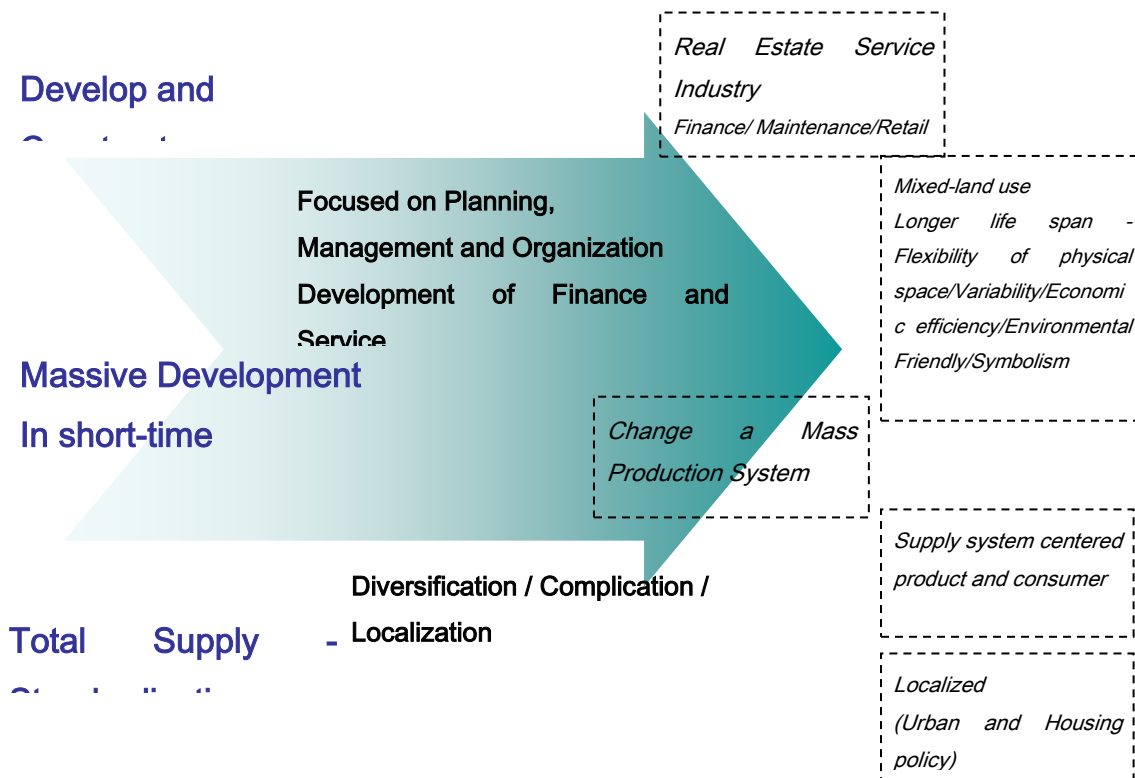 Real Estate Service
Industry
Finance/ Maintenance/Retail
Develop and
Mixed-land use
Longer life span -
Flexibility of physical
space/Variability/Economi
c efficiency/Environmental
Friendly/Symbolism
Focused on Planning,
Management and Organization
Development of Finance and
Service
Massive Development
In short-time
Change a Mass
Production System
Supply system centered
product and consumer
Diversification / Complication /
Localization
Total Supply -
Localized
(Urban and Housing
policy)